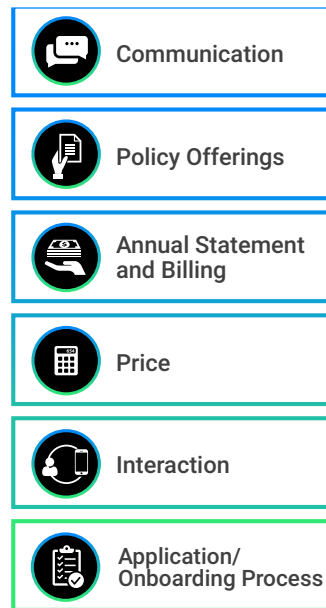 Communication
Policy Offerings
Annual Statement
and Billing
Price
Interaction
Application/
Onboarding Process